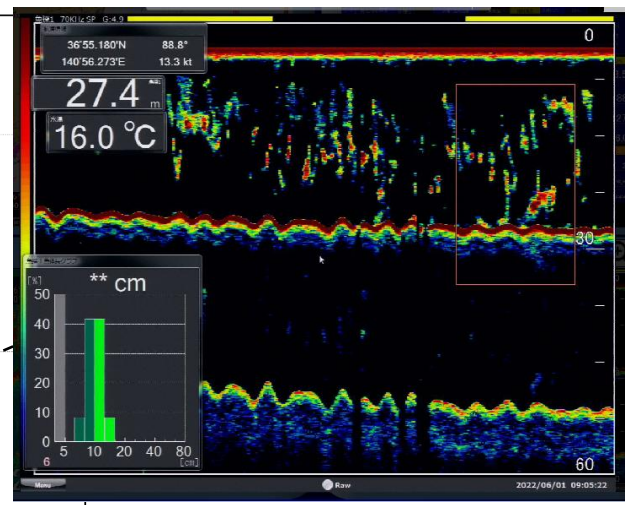 70KHz SP G:4.9
0
36°55.180'N 88.8°
140°56.273'E 13.3 kt
27.4 m
水温
16.0 °C
30
** cm
[%]
50
40
30
20
10
0
5 10 20 40 80
6 [cm]
60
Menu
Raw
2022/06/01 09:05:22